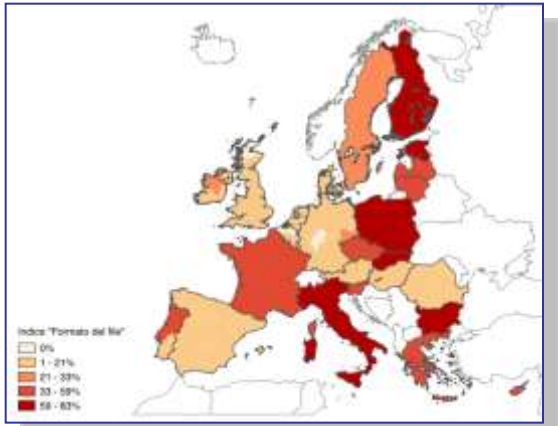 Indice "Formato del file"
0%
1 - 21%
21 - 33%
33 - 59%
59 - 83%